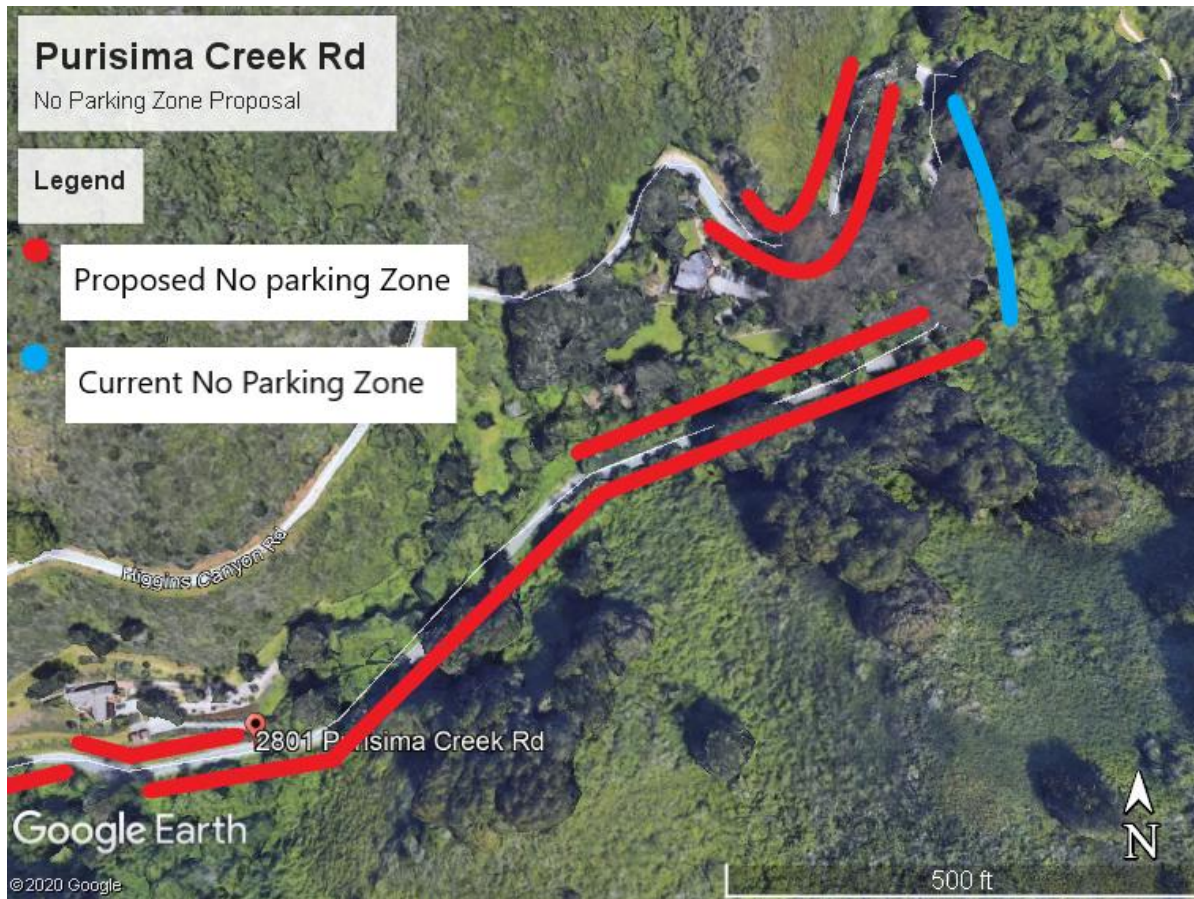 Purisima Creek Rd
No Parking Zone Proposal
Legend
Proposed No parking Zone
Current No Parking Zone
Higgins Canyon Rd
2801 Purisima Creek Rd
Google Earth
©2020 Google
N
500 ft